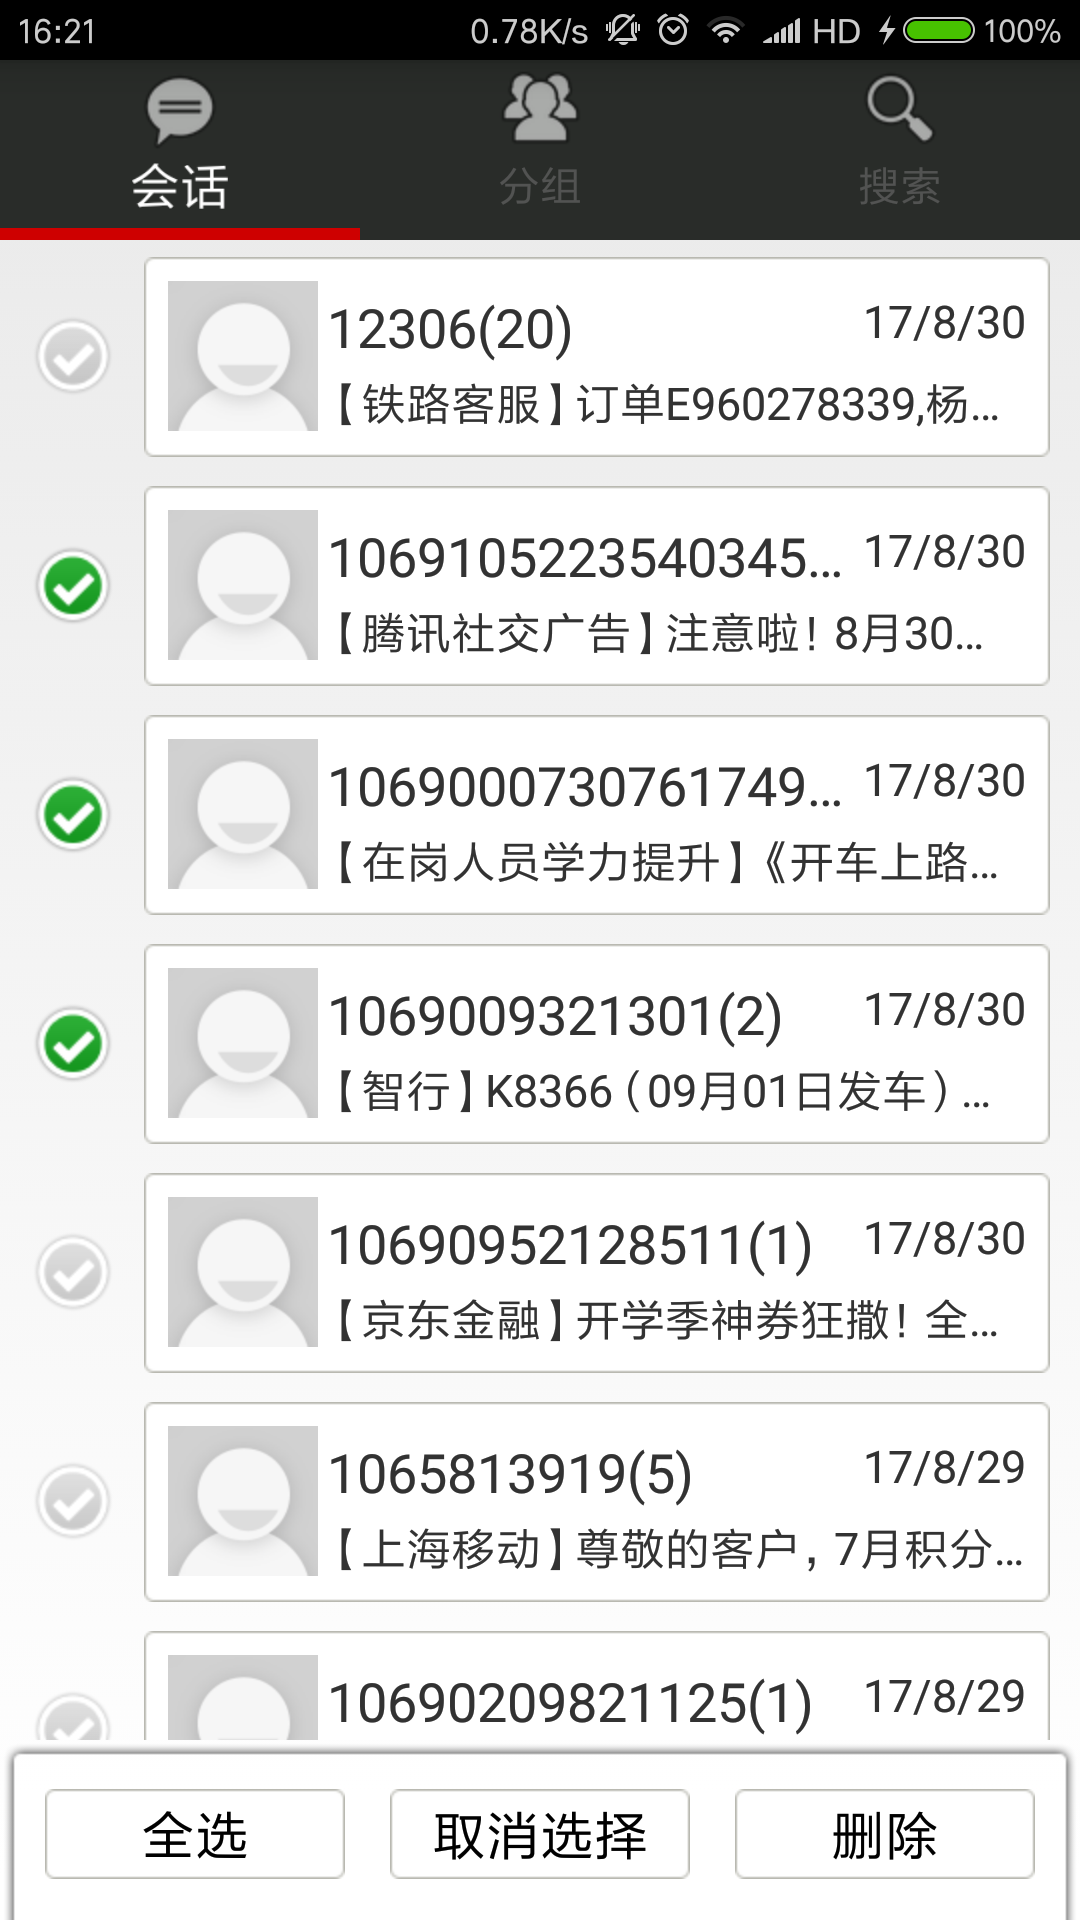 16:21 0.78K/s HD 100%
会话 分组 搜索
12306(20) 17/8/30
【铁路客服】订单E960278339,杨...
1069105223540345... 17/8/30
【腾讯社交广告】注意啦！8月30...
1069000730761749... 17/8/30
【在岗人员学力提升】《开车上路...
1069009321301(2) 17/8/30
【智行】K8366（09月01日发车）...
10690952128511(1) 17/8/30
【京东金融】开学季神券狂撒！全...
1065813919(5) 17/8/29
【上海移动】尊敬的客户，7月积分...
10690209821125(1) 17/8/29
全选 取消选择 删除